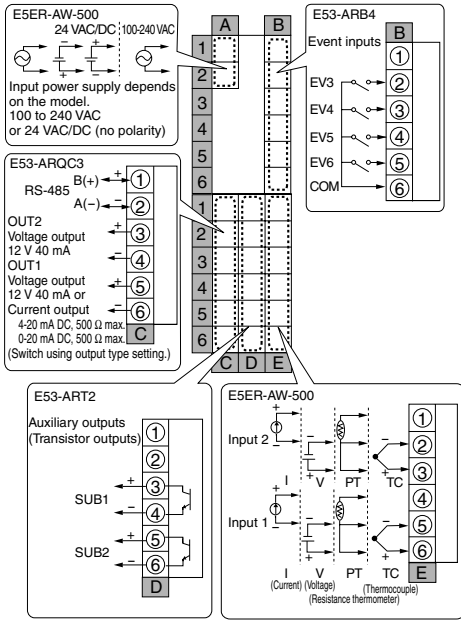 E5ER-AW-500
24 VAC/DC 100-240 VAC
+ +
− −
Input power supply depends
on the model.
100 to 240 VAC
or 24 VAC/DC (no polarity)
A B
1
2
3
4
5
6
1
2
3
4
5
6
C D E
E53-ARB4
B
Event inputs
1
EV3 2
EV4 3
EV5 4
EV6 5
COM 6
E53-ARQC3
RS-485
B(+) + 1
A(−) − 2
OUT2
Voltage output
12 V 40 mA
+ 3
− 4
OUT1
Voltage output
12 V 40 mA or
Current output
+ 5
− 6
4-20 mA DC, 500 Ω max.
0-20 mA DC, 500 Ω max.
C
(Switch using output type setting.)
E53-ART2
Auxiliary outputs
(Transistor outputs)
1
2
SUB1
+ 3
− 4
SUB2
+ 5
− 6
D
E5ER-AW-500
Input 2
+ − −
− + +
I V PT TC
Input 1
+ − −
− + +
I V PT TC
(Current) (Voltage) (Thermocouple)
(Resistance thermometer)
1
2
3
4
5
6
E